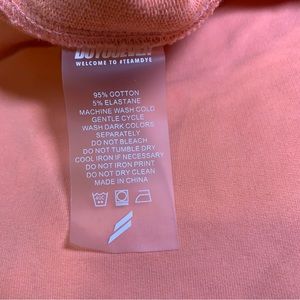 WELCOME TO #TEAMDYE
95% COTTON
5% ELASTANE
MACHINE WASH COLD
GENTLE CYCLE
WASH DARK COLORS
SEPARATELY
DO NOT BLEACH
DO NOT TUMBLE DRY
COOL IRON IF NECESSARY
DO NOT IRON PRINT
DO NOT DRY CLEAN
MADE IN CHINA